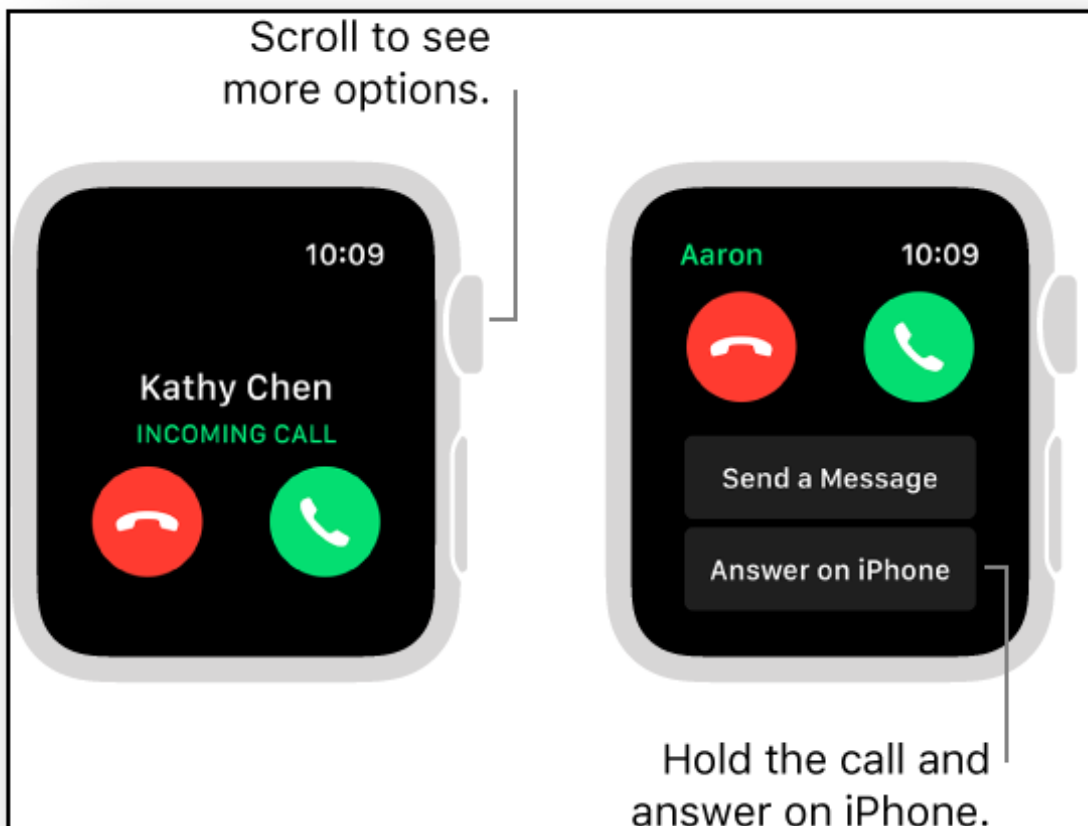 Scroll to see
more options.
10:09
Kathy Chen
INCOMING CALL
Aaron 10:09
Send a Message
Answer on iPhone
Hold the call and
answer on iPhone.